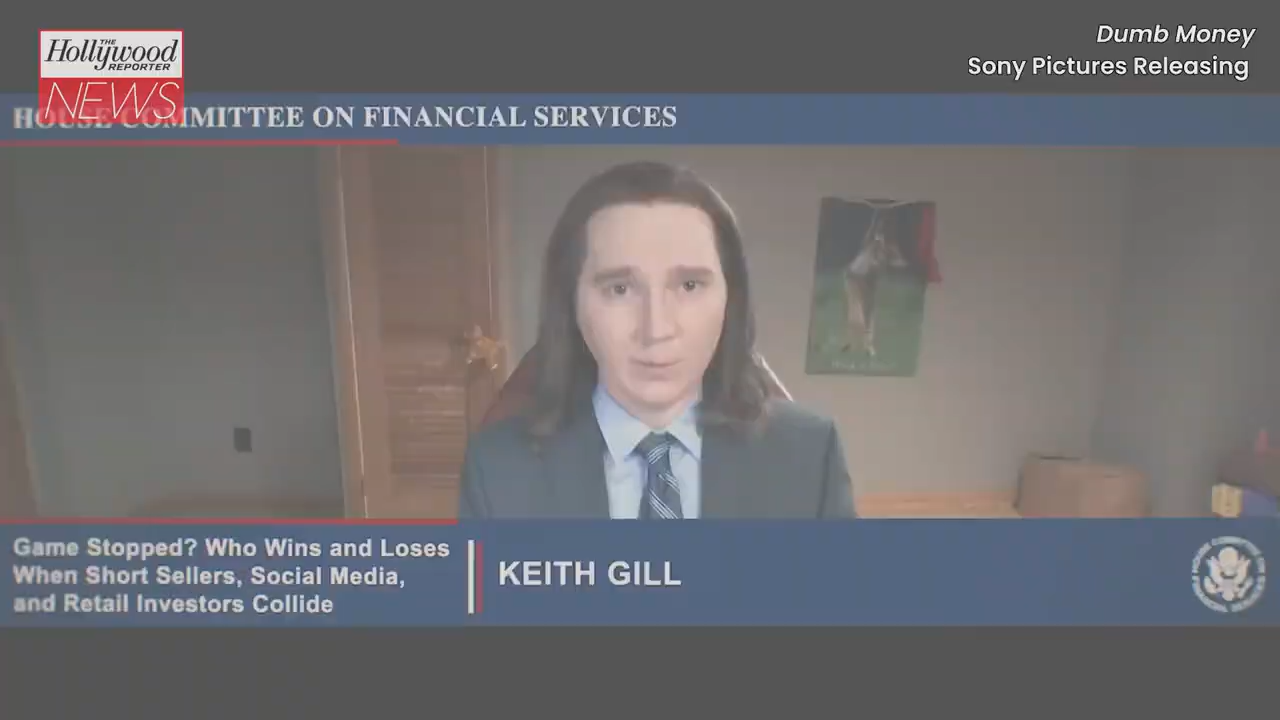 THE
Hollywood
REPORTER
NEWS
Dumb Money
Sony Pictures Releasing
HOUSE COMMITTEE ON FINANCIAL SERVICES
Game Stopped? Who Wins and Loses
When Short Sellers, Social Media,
and Retail Investors Collide
KEITH GILL